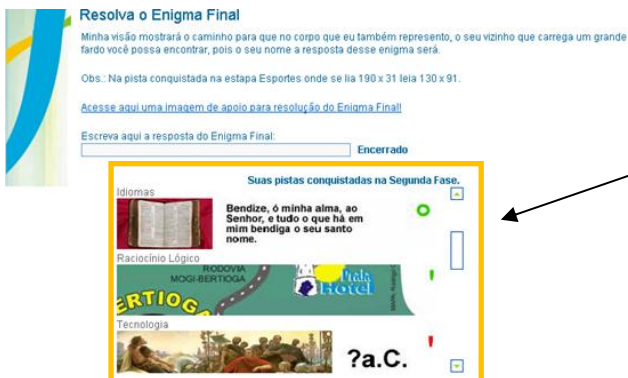 Resolva o Enigma Final
Minha visão mostrará o caminho para que no corpo que eu também represento, o seu vizinho que carrega um grande
fardo você possa encontrar, pois o seu nome a resposta desse enigma será.
Obs.: Na pista conquistada na estapa Esportes onde se lia 190 x 31 leia 130 x 91.
Acesse aqui uma imagem de apoio para resolução do Enigma Final!
Escreva aqui a resposta do Enigma Final:
Encerrado
Suas pistas conquistadas na Segunda Fase.
Idiomas
Bendize, ó minha alma, ao
Senhor, e tudo o que há em
mim bendiga o seu santo
nome.
Raciocínio Lógico
RODOVIA
MOGI-BERTIOGA
Praia
Hotel
ERTIOG
Tecnologia
?a.C.